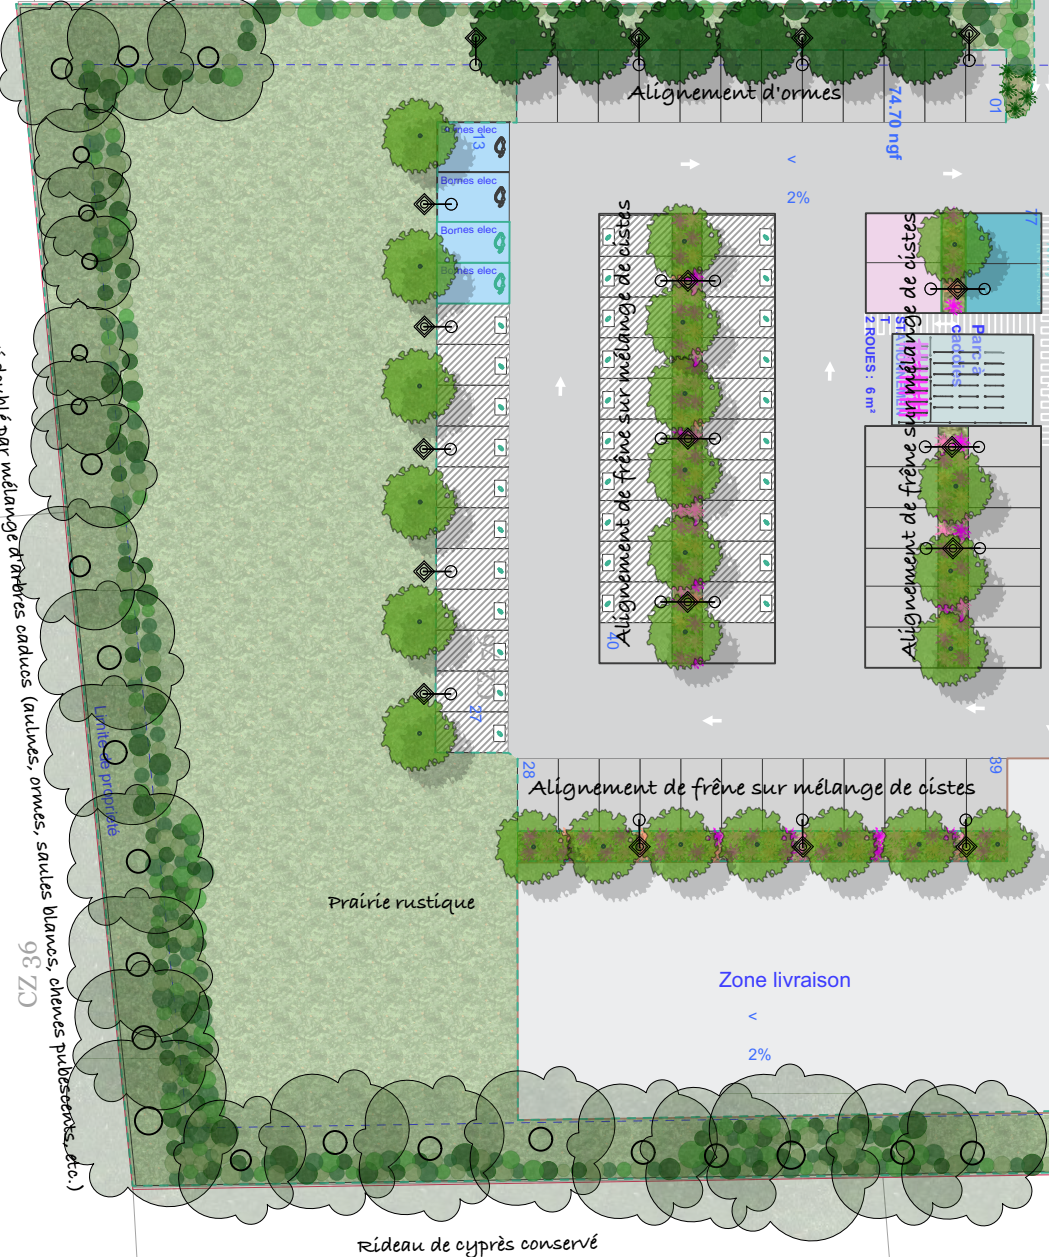 Alignement d'ormes
01
74.70 ngf
Bornes elec
13
Bornes elec
Bornes elec
Bornes elec
<
2%
77
Alignement de frêne sur mélange de cistes
Alignement de frêne sur mélange de cistes
Parc à
caddies
2 ROUES : 6 m²
40
27
28
39
Alignement de frêne sur mélange de cistes
Limite de propriété
doublé par mélange d'arbres caducs (aulnes, ormes, saules blancs, chenes pubescents, etc.)
CZ 36
Prairie rustique
Zone livraison
<
2%
Rideau de cyprès conservé